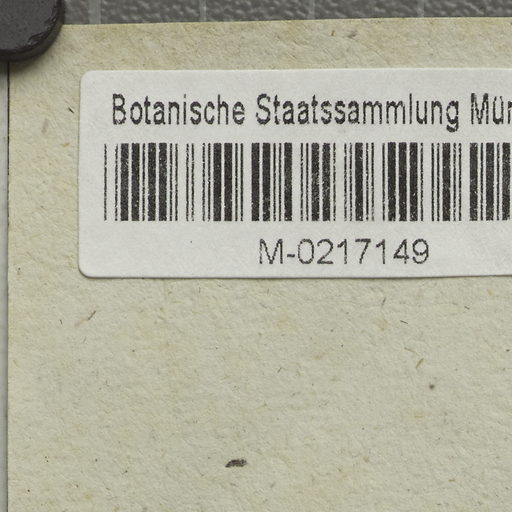 Botanische Staatssammlung Mün
M-0217149